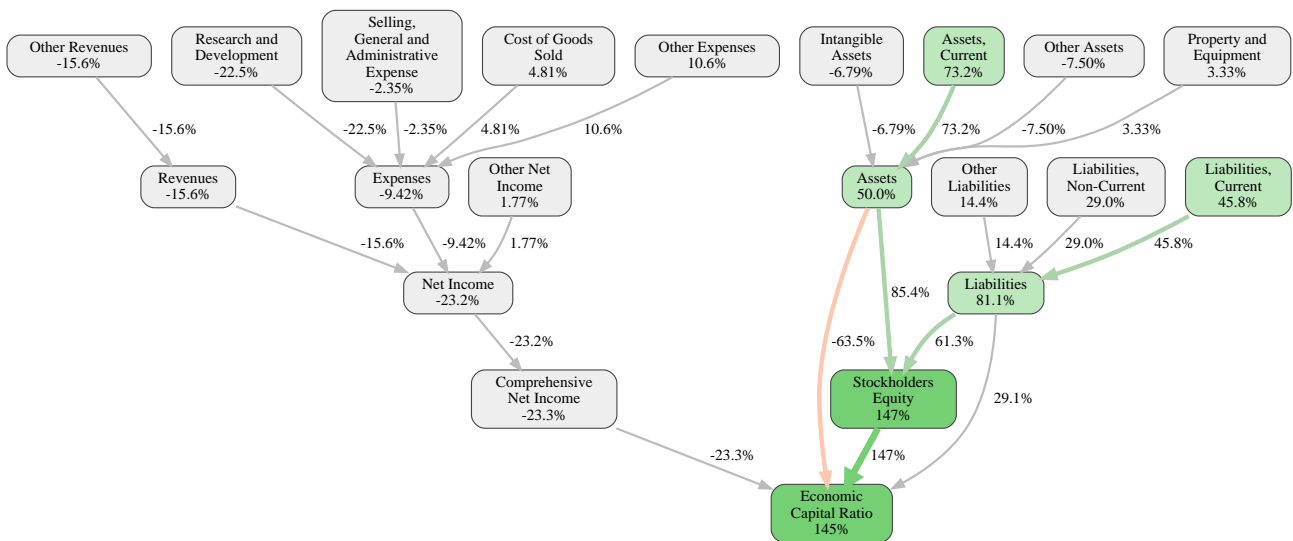 Other Revenues
-15.6%
Research and
Development
-22.5%
Selling,
General and
Administrative
Expense
-2.35%
Cost of Goods
Sold
4.81%
Other Expenses
10.6%
Intangible
Assets
-6.79%
Assets,
Current
73.2%
Other Assets
-7.50%
Property and
Equipment
3.33%
-15.6%
-22.5%
-2.35%
4.81%
10.6%
-6.79%
73.2%
-7.50%
3.33%
Revenues
-15.6%
Expenses
-9.42%
Other Net
Income
1.77%
Assets
50.0%
Other
Liabilities
14.4%
Liabilities,
Non-Current
29.0%
Liabilities,
Current
45.8%
-15.6%
-9.42%
1.77%
14.4%
29.0%
45.8%
Net Income
-23.2%
85.4%
Liabilities
81.1%
-23.2%
-63.5%
61.3%
Comprehensive
Net Income
-23.3%
Stockholders
Equity
147%
29.1%
-23.3%
147%
Economic
Capital Ratio
145%